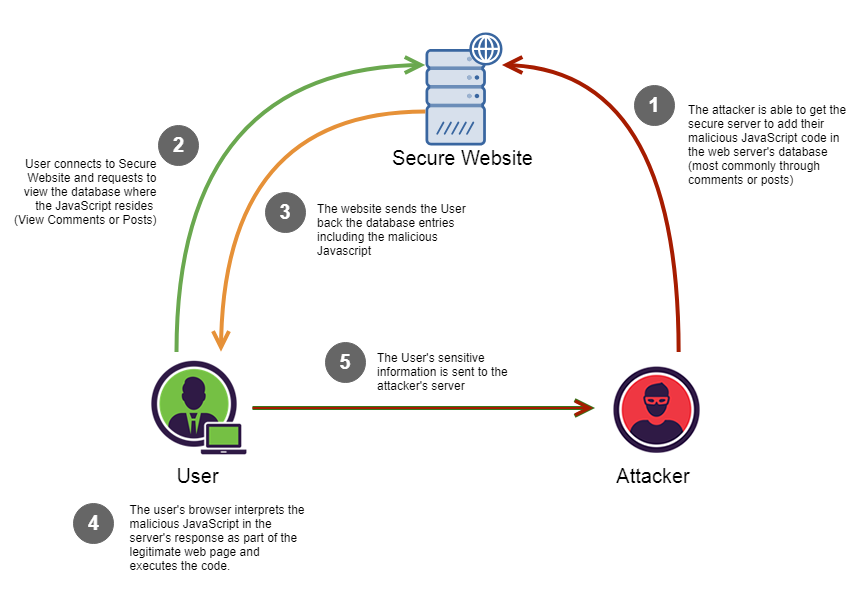 Secure Website
1
The attacker is able to get the
secure server to add their
malicious JavaScript code in
the web server's database
(most commonly through
comments or posts)
2
User connects to Secure
Website and requests to
view the database where
the JavaScript resides
(View Comments or Posts)
3
The website sends the User
back the database entries
including the malicious
Javascript
5
The User's sensitive
information is sent to the
attacker's server
User
Attacker
4
The user's browser interprets the
malicious JavaScript in the
server's response as part of the
legitimate web page and
executes the code.